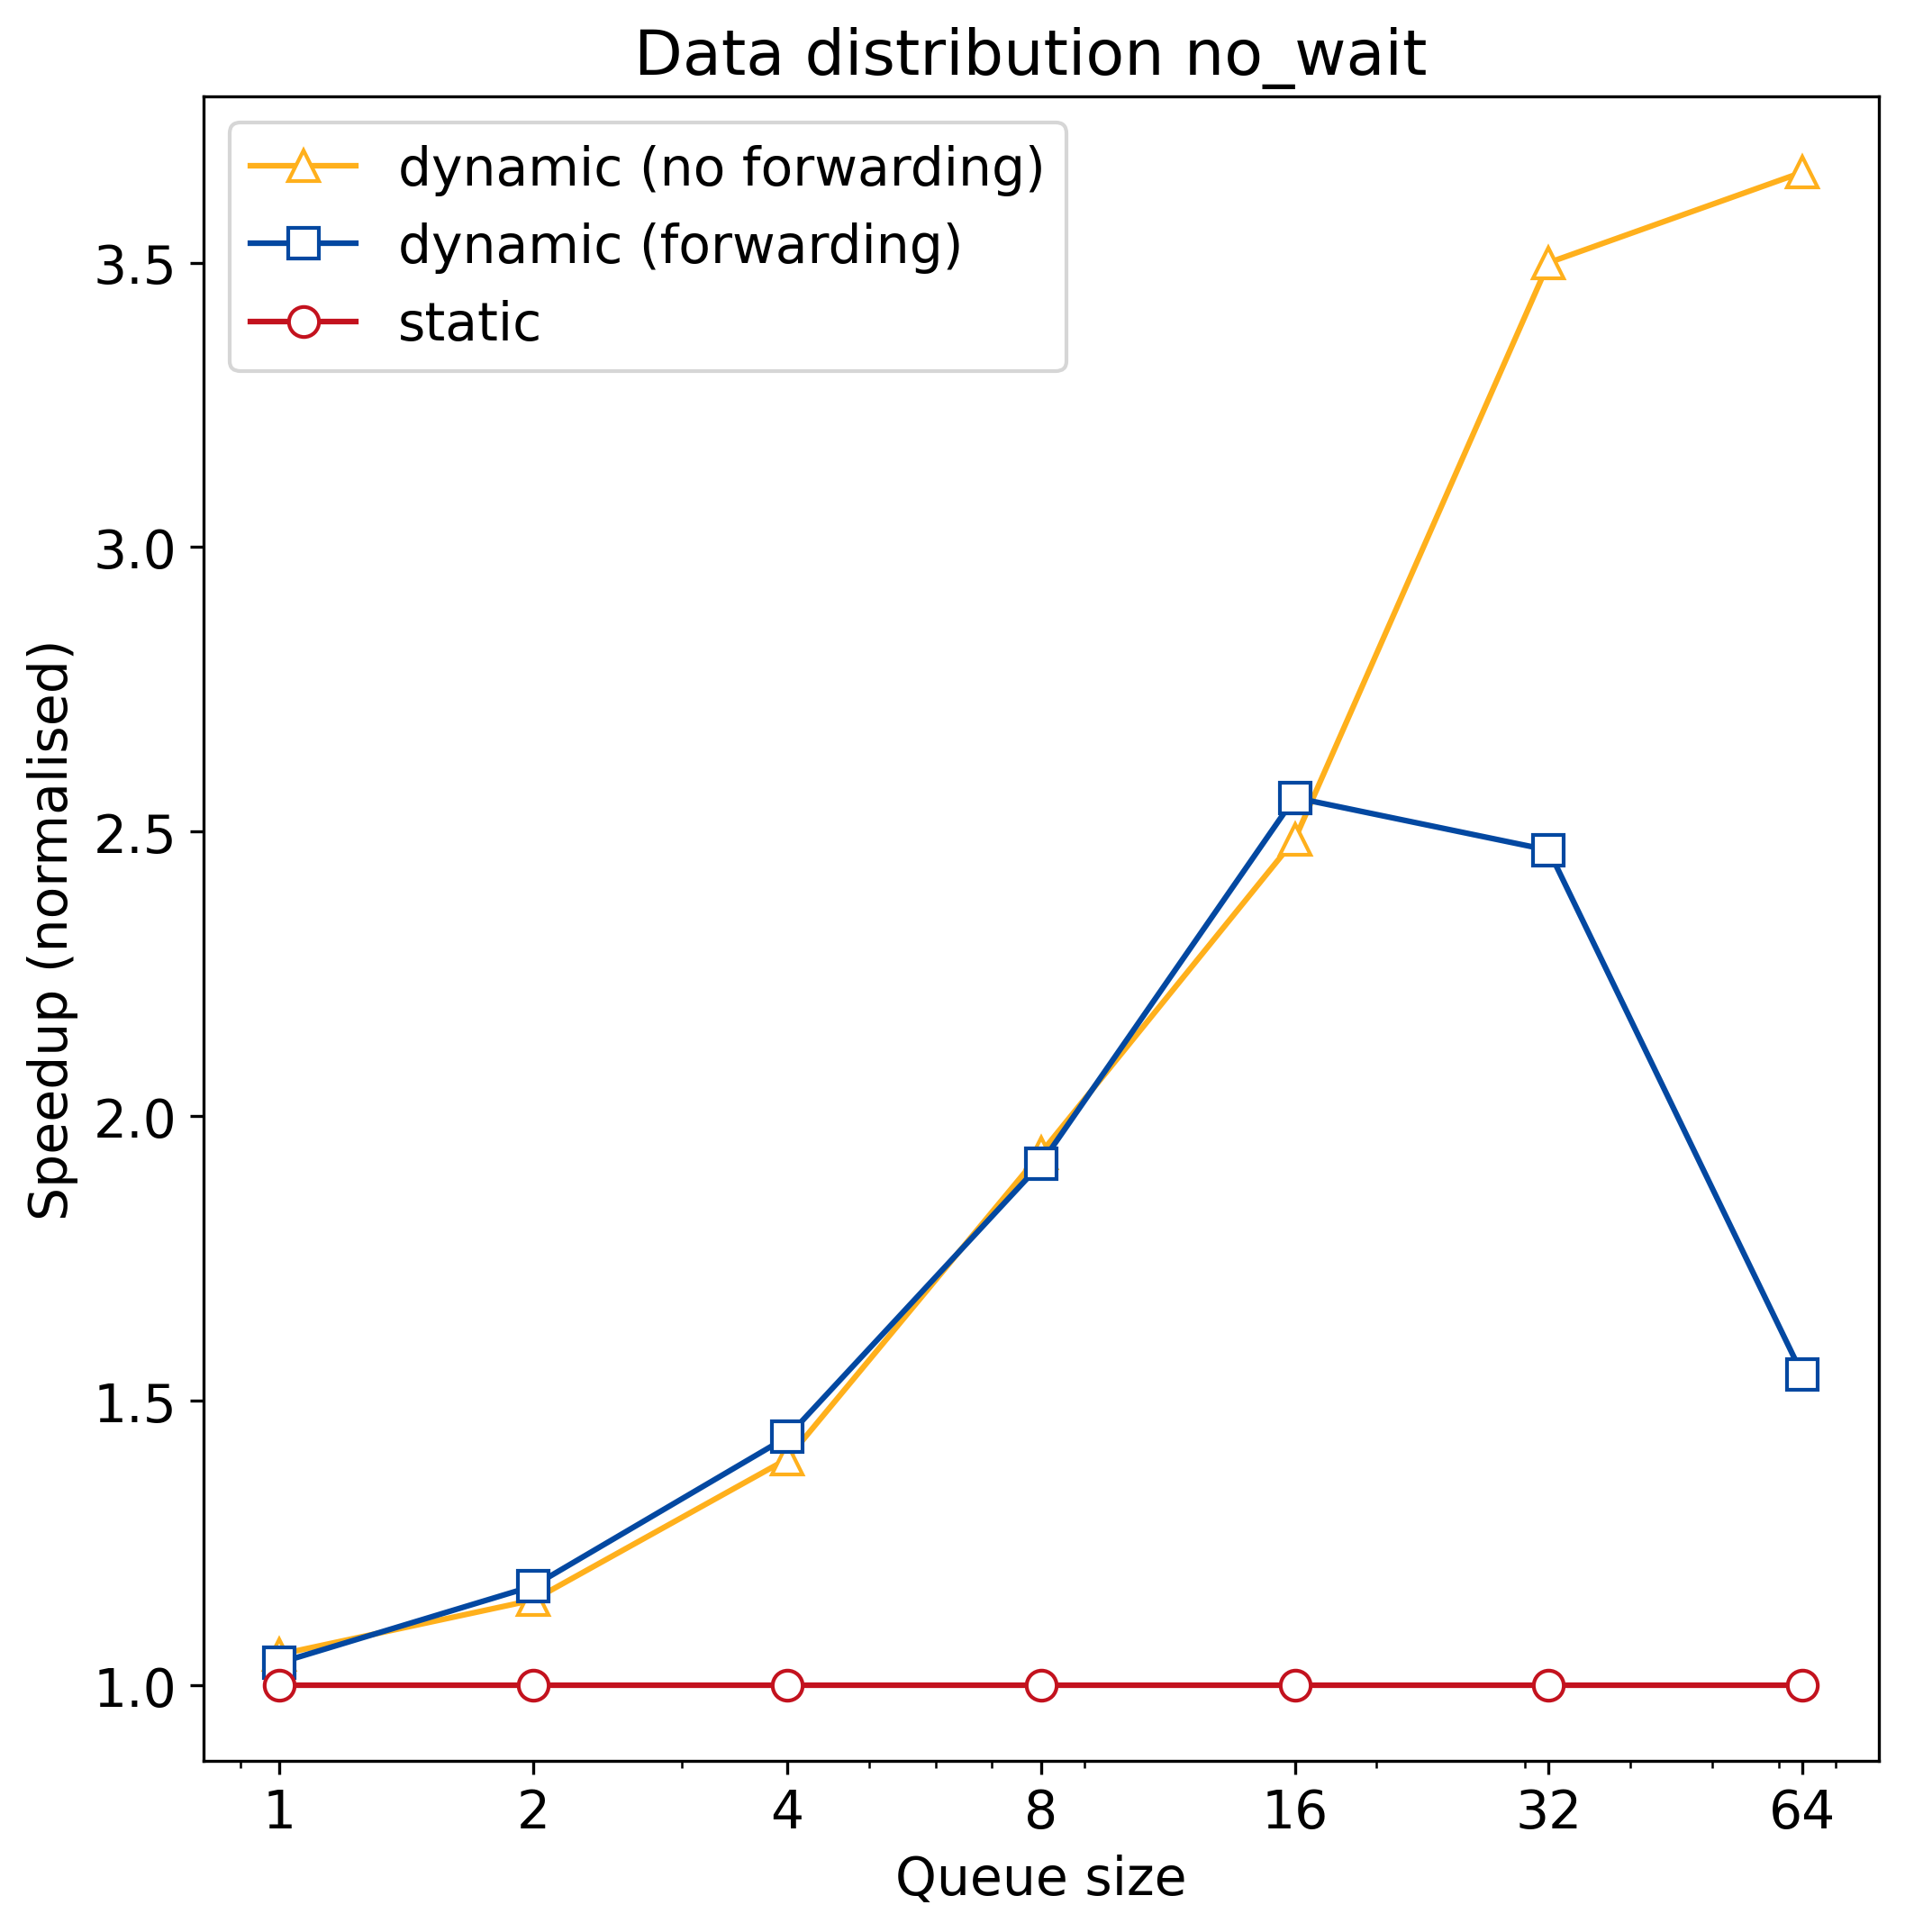 Data distribution no_wait
dynamic (no forwarding)
dynamic (forwarding)
static
3.5
3.0
2.5
2.0
1.5
1.0
Speedup (normalised)
1 2 4 8 16 32 64
Queue size